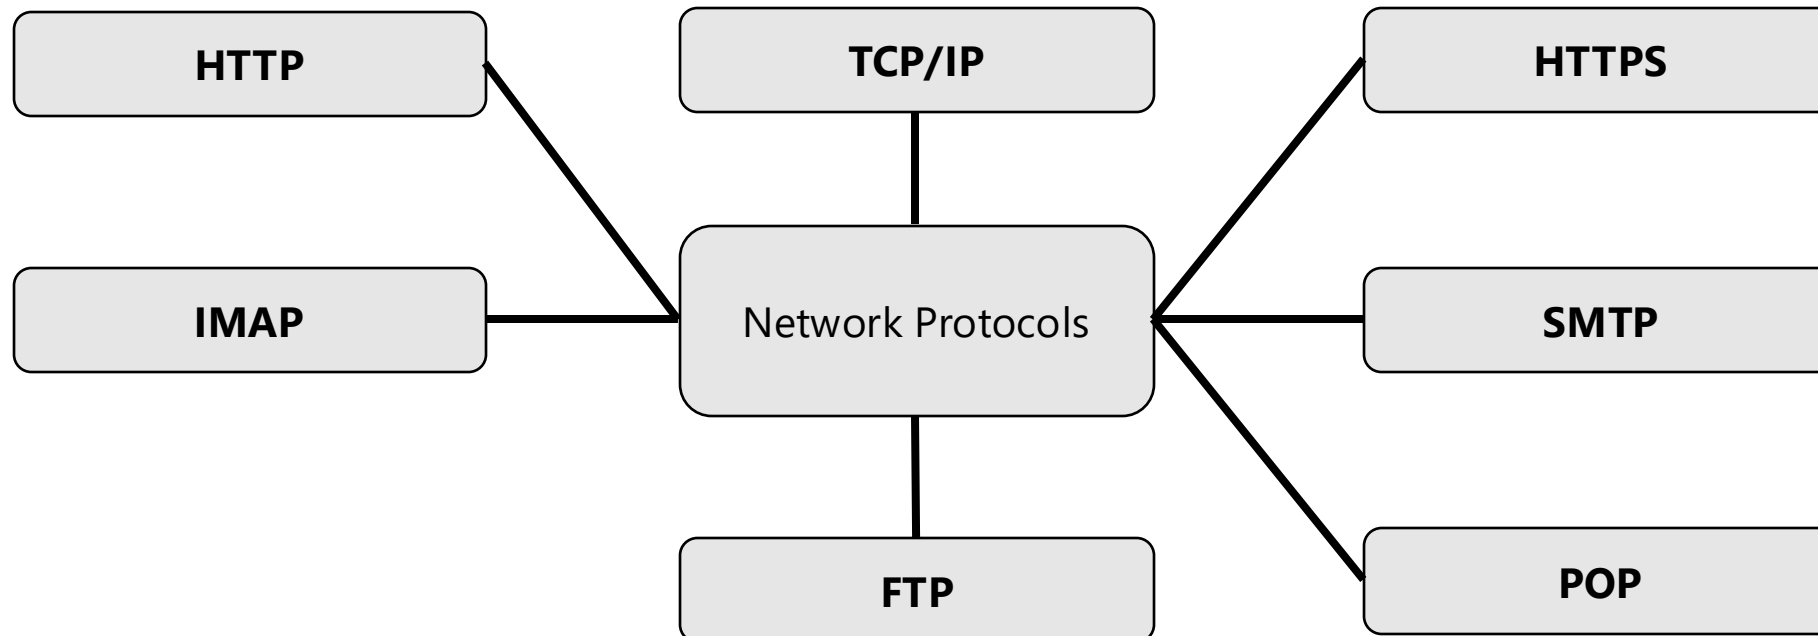 HTTP
TCP/IP
HTTPS
IMAP
Network Protocols
SMTP
FTP
POP